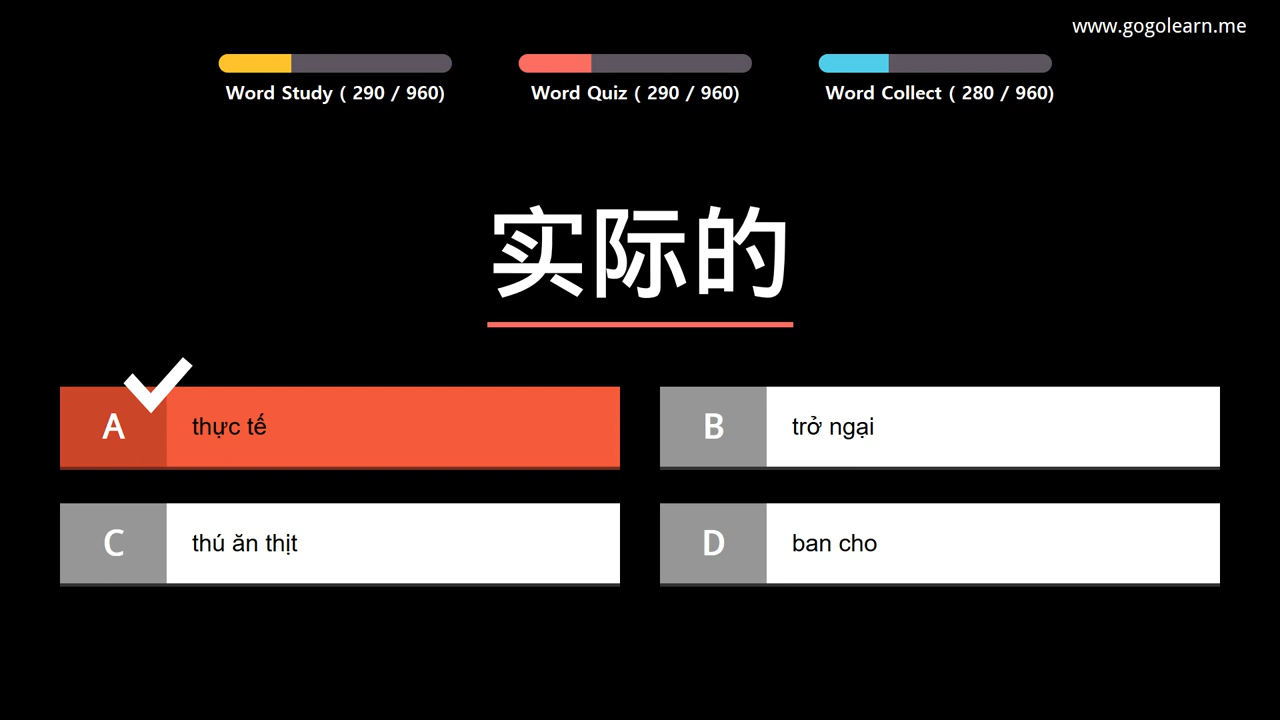 www.gogolearn.me
Word Study ( 290 / 960)
Word Quiz ( 290 / 960)
Word Collect ( 280 / 960)
实际的
A
thực tế
B
trở ngại
C
thú ăn thịt
D
ban cho